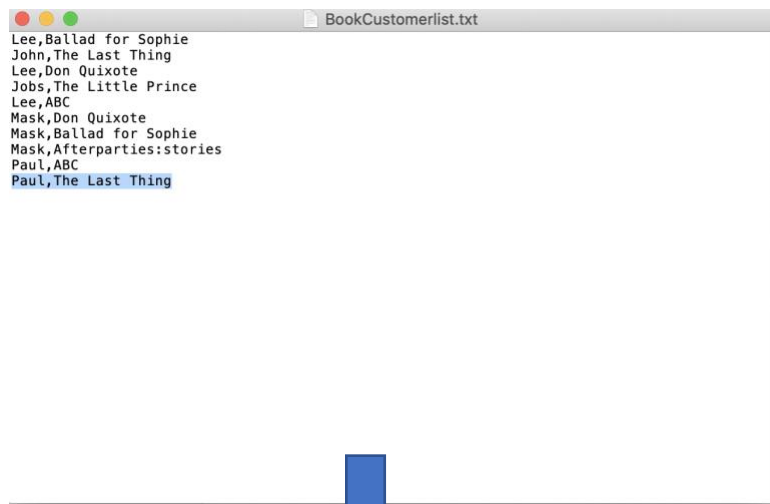 BookCustomerlist.txt
Lee,Ballad for Sophie
John,The Last Thing
Lee,Don Quixote
Jobs,The Little Prince
Lee,ABC
Mask,Don Quixote
Mask,Ballad for Sophie
Mask,Afterparties:stories
Paul,ABC
Paul,The Last Thing